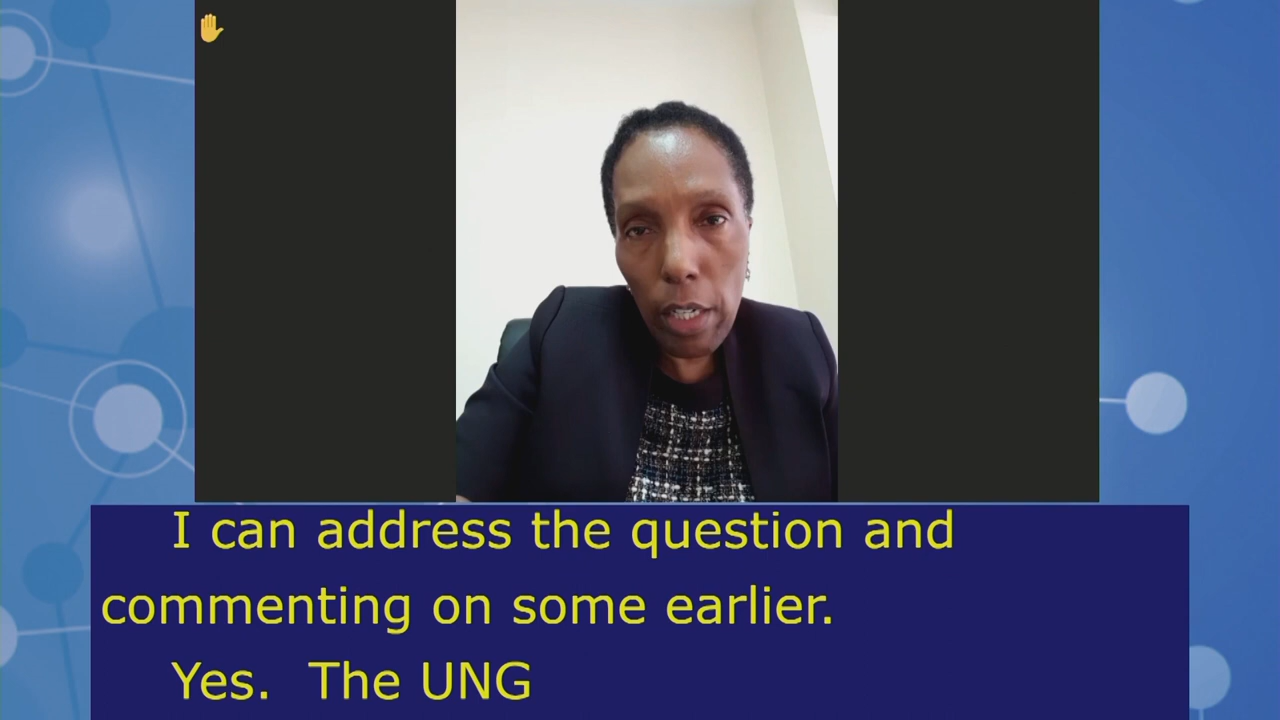 I can address the question and
commenting on some earlier.
Yes. The UNG